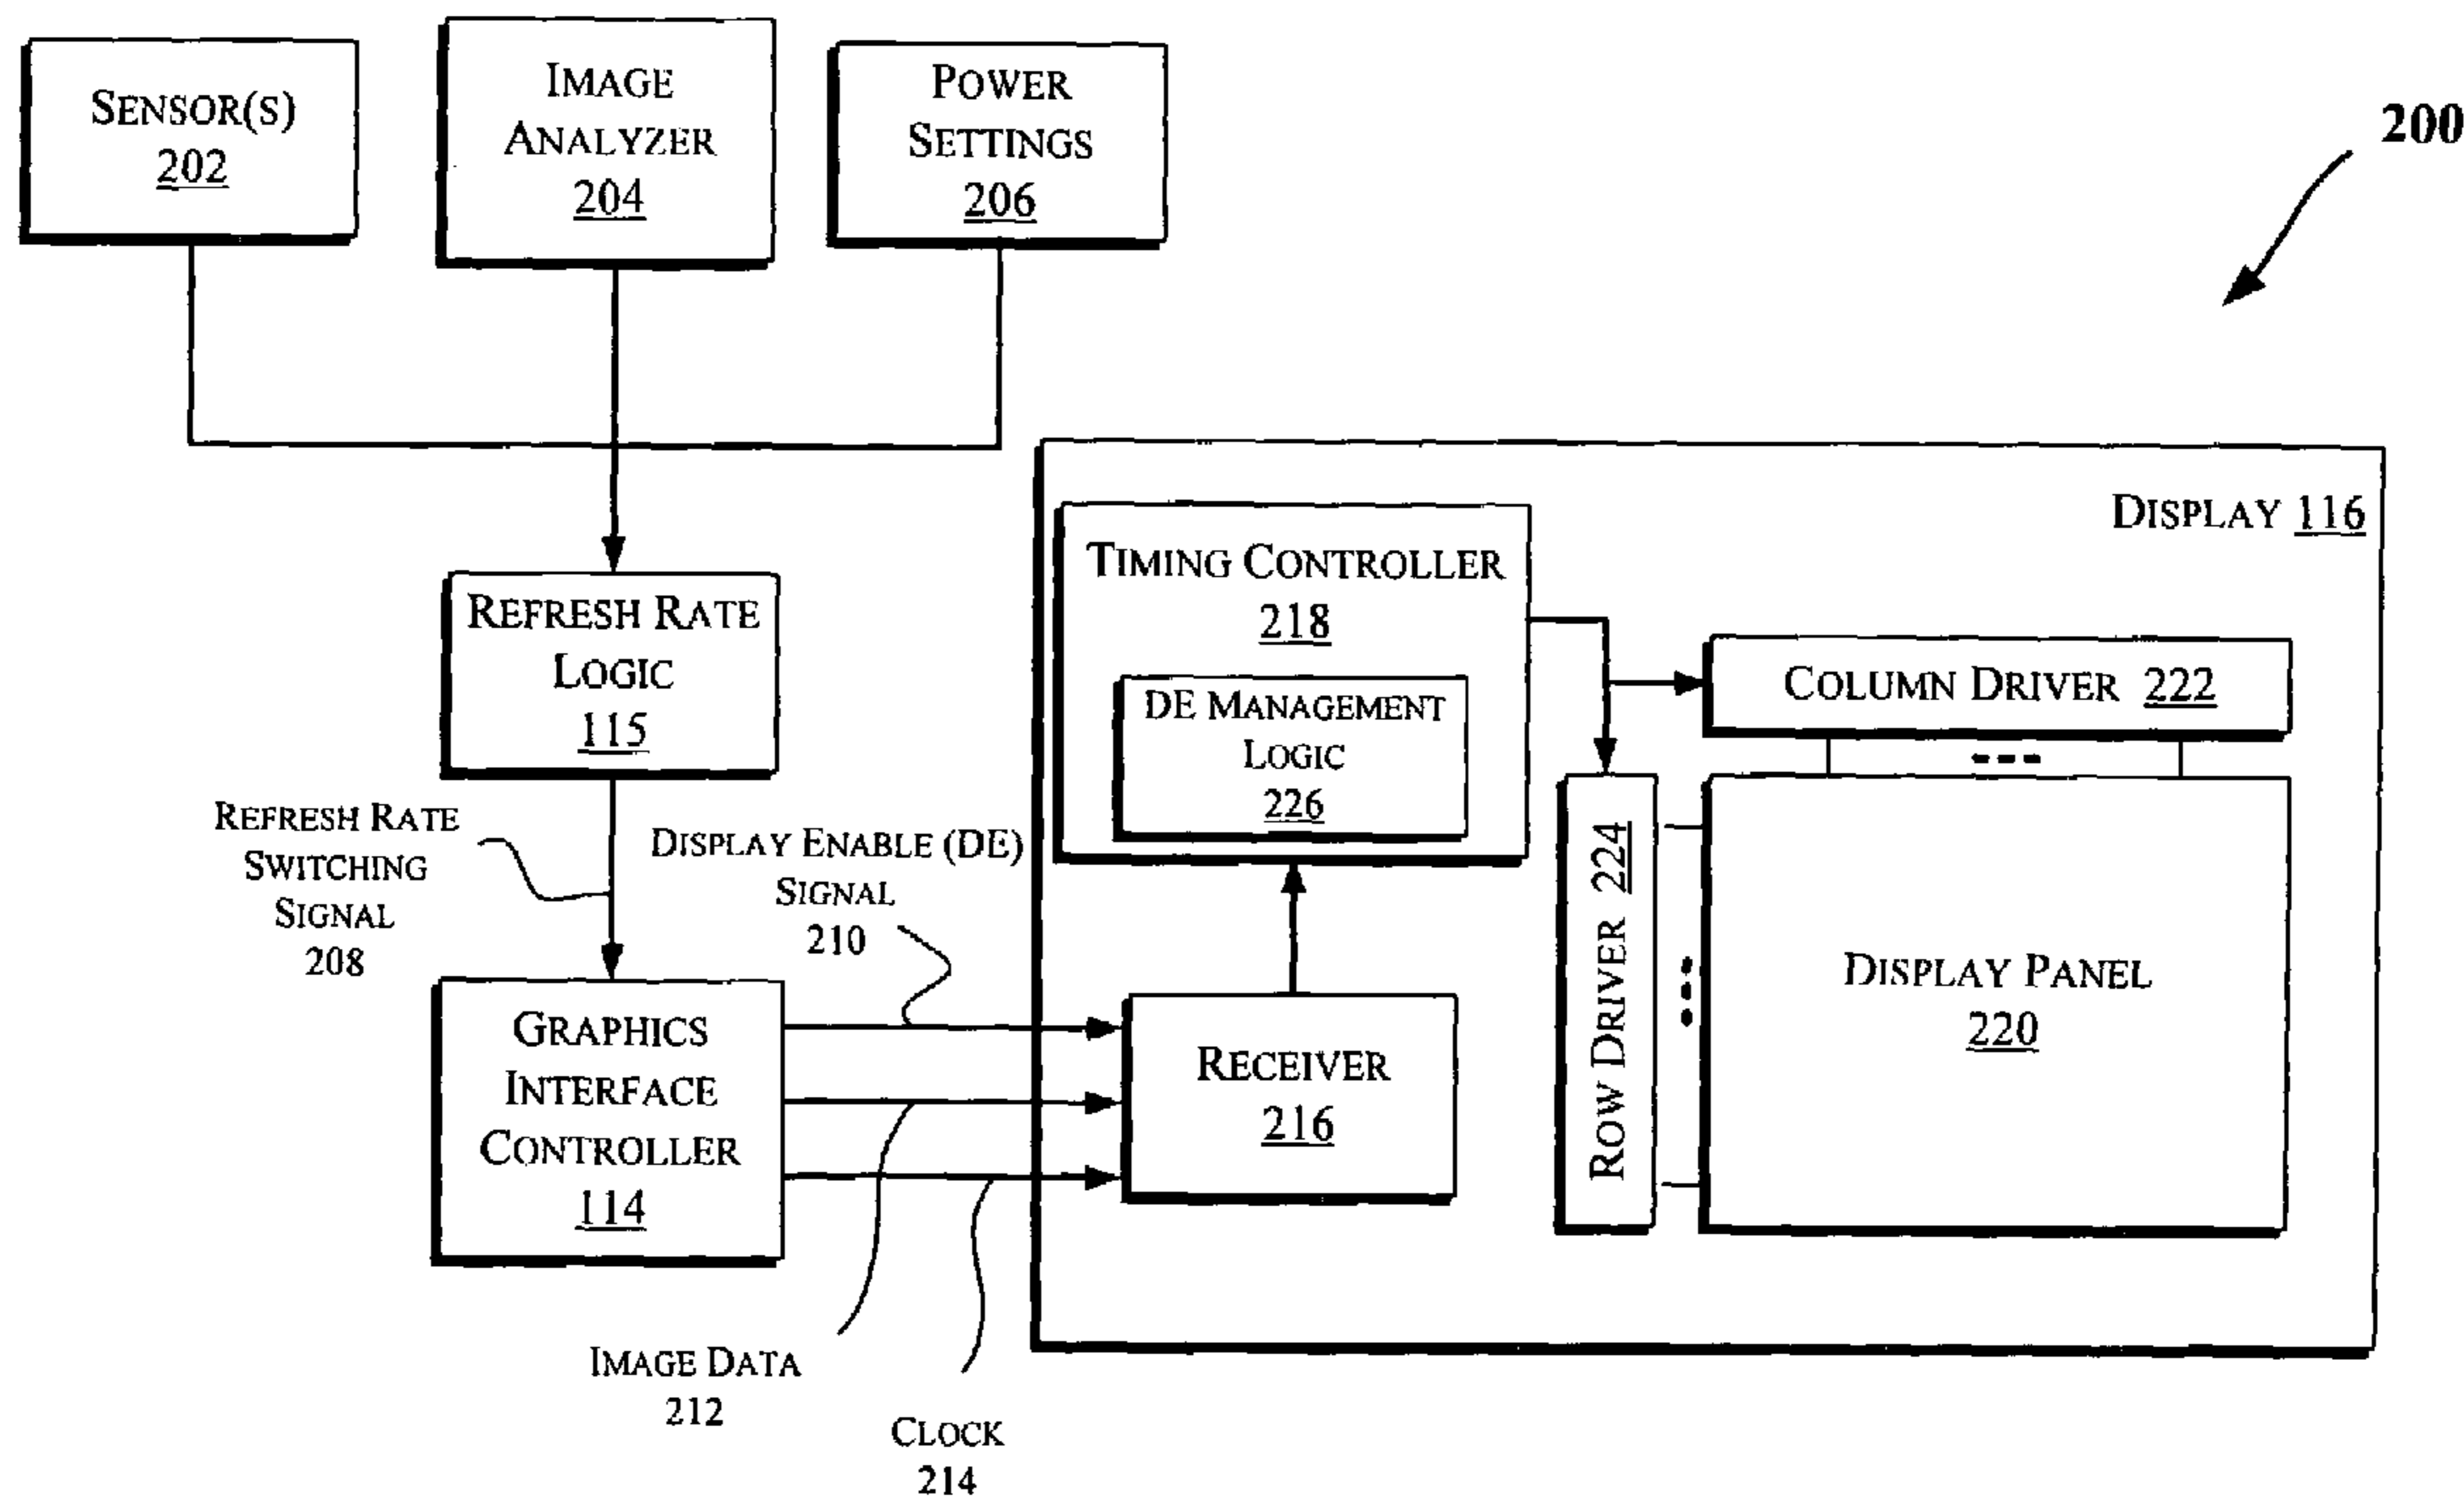 SENSOR(S)
202
IMAGE
ANALYZER
204
POWER
SETTINGS
206
200
REFRESH RATE
LOGIC
115
REFRESH RATE
SWITCHING
SIGNAL
208
DISPLAY ENABLE (DE)
SIGNAL
210
GRAPHICS
INTERFACE
CONTROLLER
114
IMAGE DATA
212
CLOCK
214
DISPLAY 116
TIMING CONTROLLER
218
DE MANAGEMENT
LOGIC
226
RECEIVER
216
COLUMN DRIVER 222
ROW DRIVER 224
DISPLAY PANEL
220